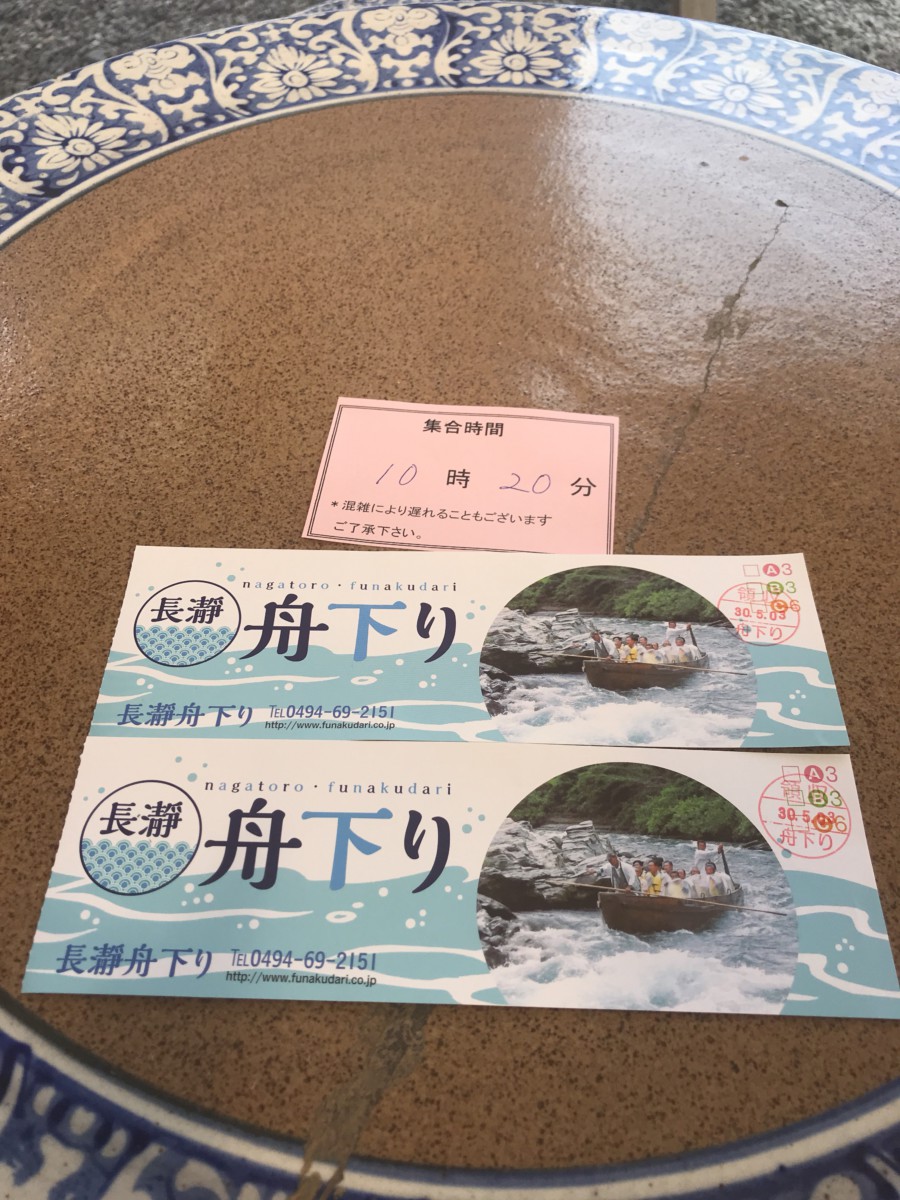 集合時間
10 時 20 分
*混雑により遅れることもございます
ご了承下さい。
nagatoro・funakudari
長瀞
舟下り
長瀞舟下り TEL0494-69-2151
http://www.funakudari.co.jp
A3
B3
C6
30.5.03
舟下り
nagatoro・funakudari
長瀞
舟下り
長瀞舟下り TEL0494-69-2151
http://www.funakudari.co.jp
A3
B3
C6
30.5.03
舟下り